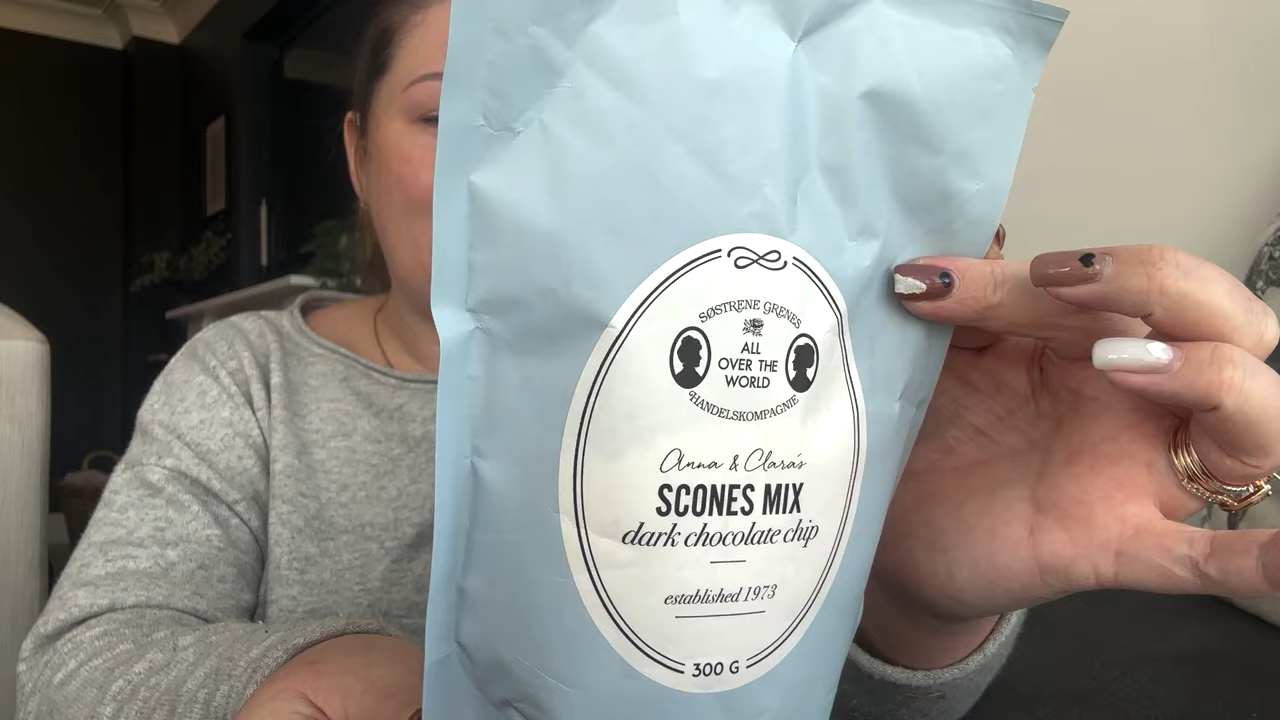 SØSTRENE GRENES
ALL
OVER THE
WORLD
HANDELSKOMPAGNIE
Anna & Clara's
SCONES MIX
dark chocolate chip
established 1973
300 G